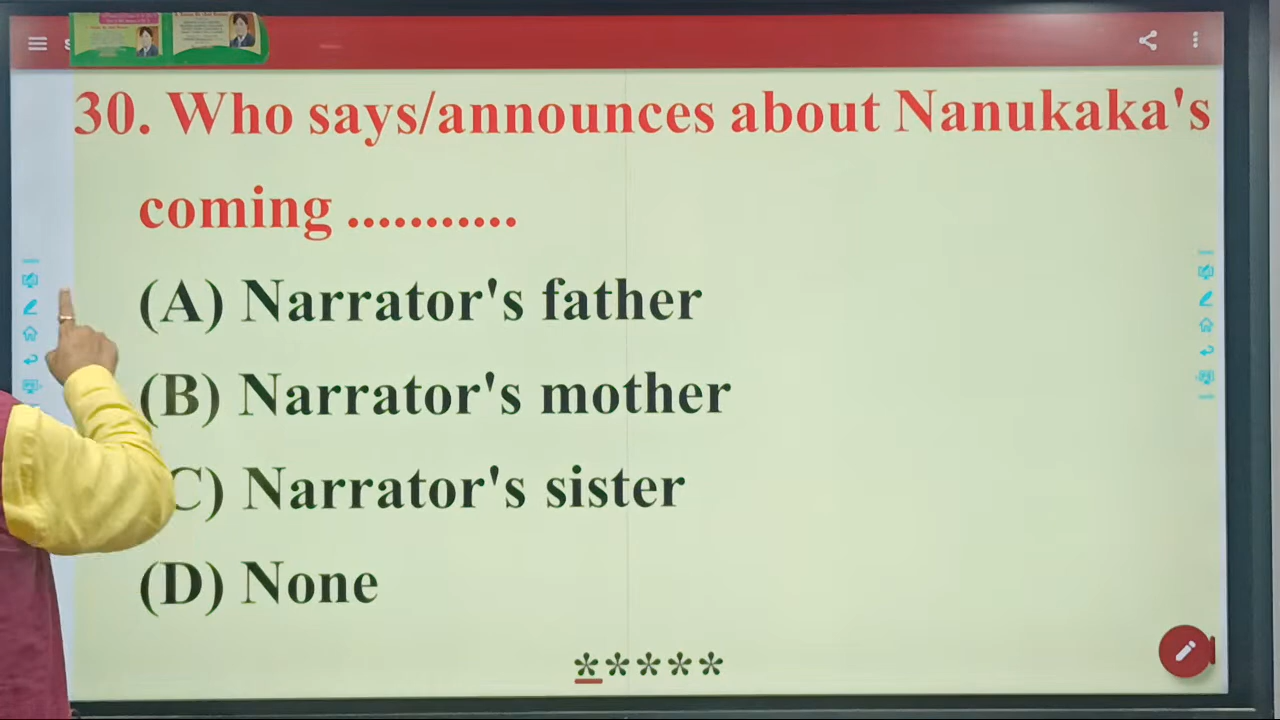 30. Who says/announces about Nanukaka's
coming ...........
(A) Narrator's father
(B) Narrator's mother
C) Narrator's sister
(D) None
*****